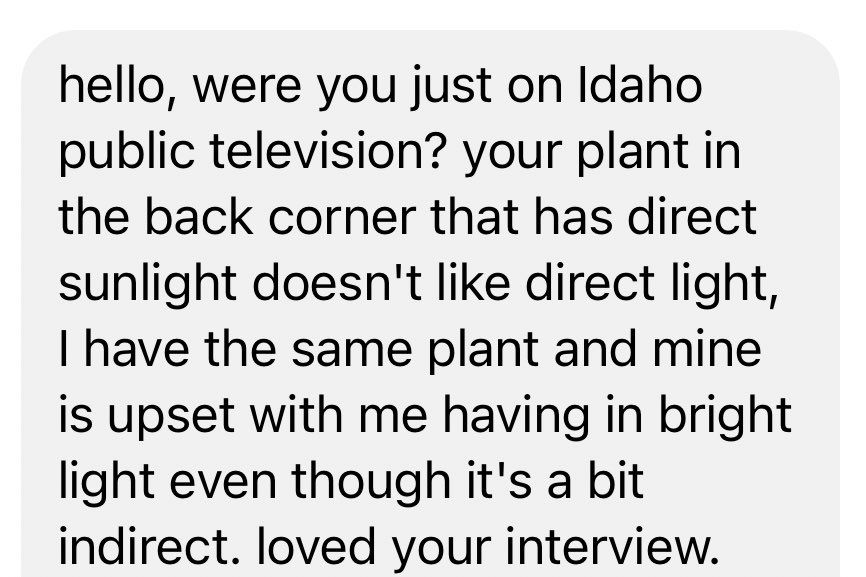 hello, were you just on Idaho
public television? your plant in
the back corner that has direct
sunlight doesn't like direct light,
I have the same plant and mine
is upset with me having in bright
light even though it's a bit
indirect. loved your interview.